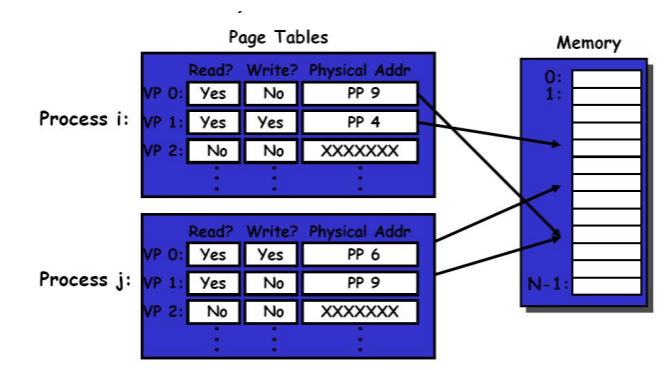 Page Tables
Memory
Read? Write? Physical Addr
VP 0: Yes No PP 9
Process i: VP 1: Yes Yes PP 4
VP 2: No No XXXXXXX
0:
1:
N-1:
Read? Write? Physical Addr
VP 0: Yes Yes PP 6
Process j: VP 1: Yes No PP 9
VP 2: No No XXXXXXX